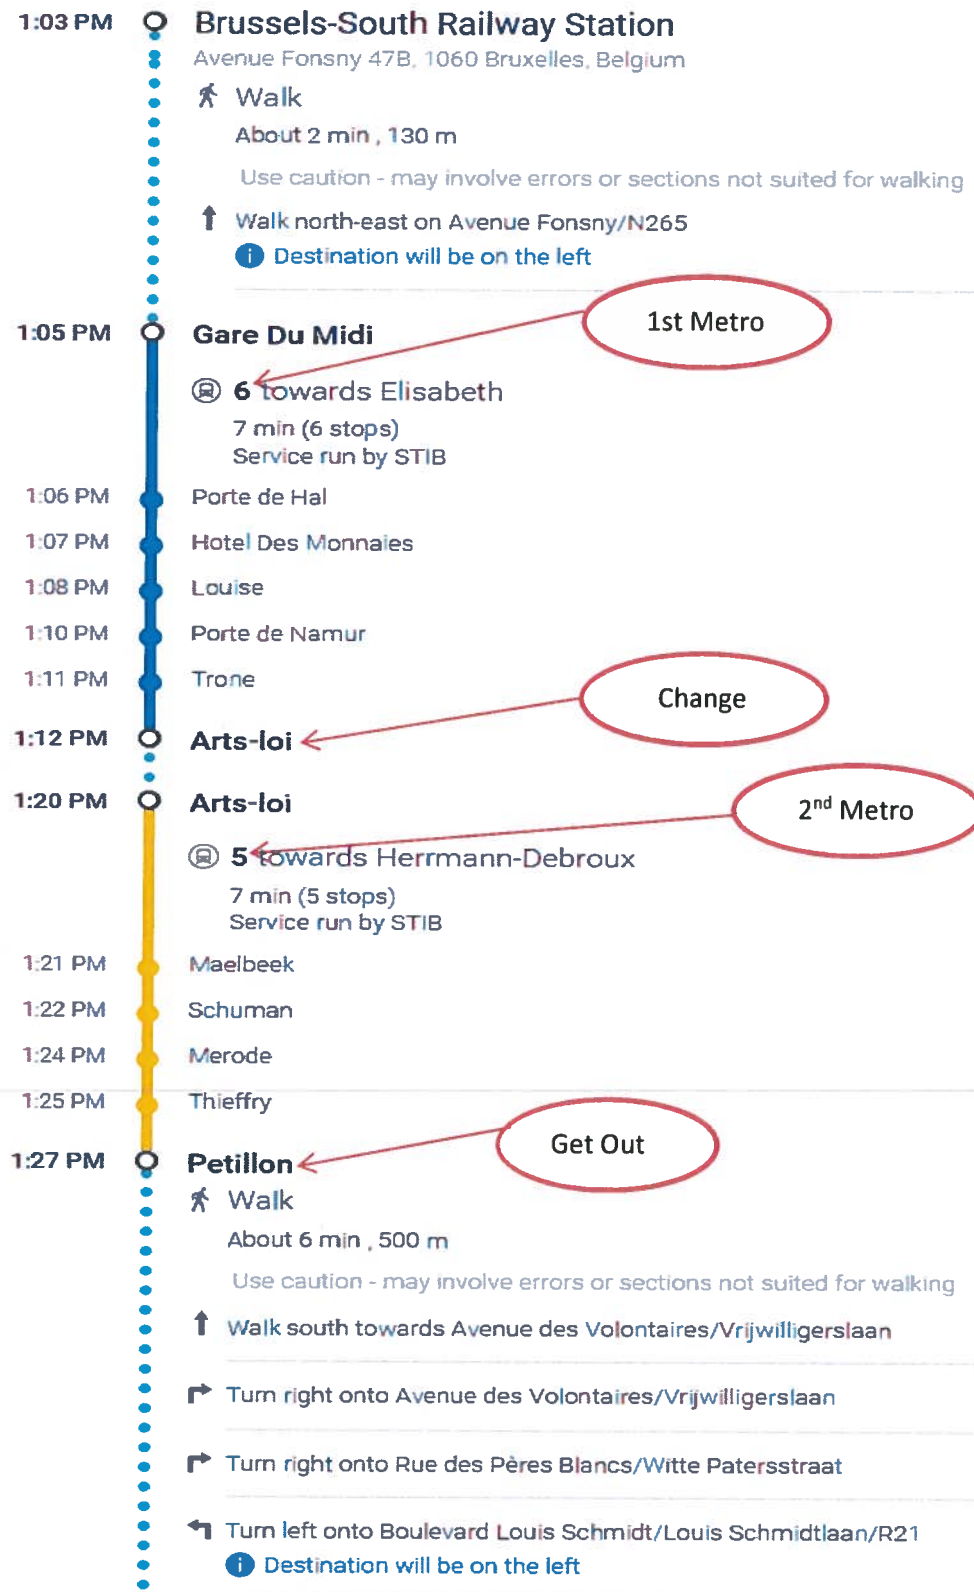 1:03 PM Brussels-South Railway Station
Avenue Fonsny 47B, 1060 Bruxelles, Belgium
Walk
About 2 min , 130 m
Use caution - may involve errors or sections not suited for walking
Walk north-east on Avenue Fonsny/N265
Destination will be on the left
1st Metro
1:05 PM Gare Du Midi
6 towards Elisabeth
7 min (6 stops)
Service run by STIB
1:06 PM Porte de Hal
1:07 PM Hotel Des Monnaies
1:08 PM Louise
1:10 PM Porte de Namur
1:11 PM Trone
Change
1:12 PM Arts-loi
1:20 PM Arts-loi
2nd Metro
5 towards Herrmann-Debroux
7 min (5 stops)
Service run by STIB
1:21 PM Maelbeek
1:22 PM Schuman
1:24 PM Merode
1:25 PM Thieffry
Get Out
1:27 PM Petillon
Walk
About 6 min , 500 m
Use caution - may involve errors or sections not suited for walking
Walk south towards Avenue des Volontaires/Vrijwilligerslaan
Turn right onto Avenue des Volontaires/Vrijwilligerslaan
Turn right onto Rue des Pères Blancs/Witte Patersstraat
Turn left onto Boulevard Louis Schmidt/Louis Schmidtlaan/R21
Destination will be on the left